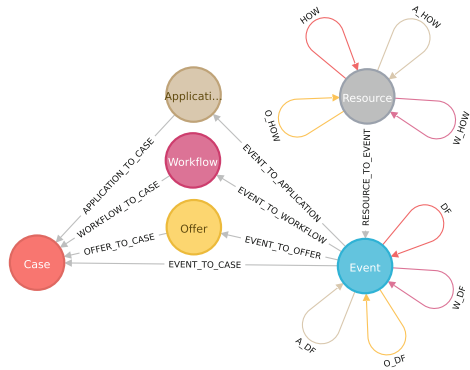 HOW
A_HOW
Applicati...
Resource
O_HOW
W_HOW
APPLICATION_TO_CASE
EVENT_TO_APPLICATION
RESOURCE_TO_EVENT
Workflow
WORKFLOW_TO_CASE
EVENT_TO_WORKFLOW
Offer
OFFER_TO_CASE
EVENT_TO_OFFER
DF
Case
EVENT_TO_CASE
Event
W_DF
A_DF
O_DF